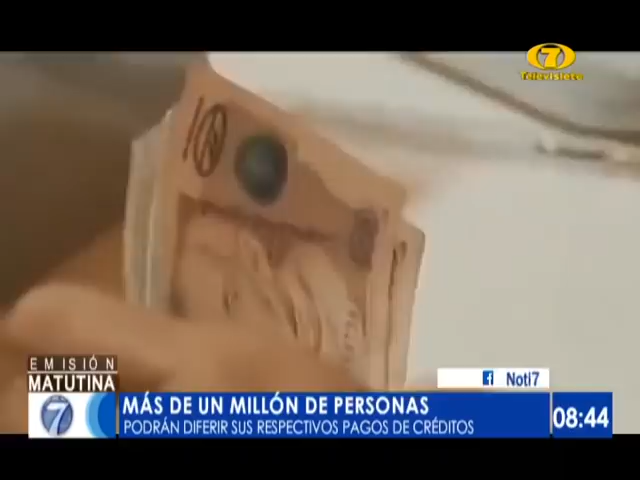 7
Televisiete
10
EMISIÓN
MATUTINA
7
Noti7
MÁS DE UN MILLÓN DE PERSONAS
PODRÁN DIFERIR SUS RESPECTIVOS PAGOS DE CRÉDITOS
08:44